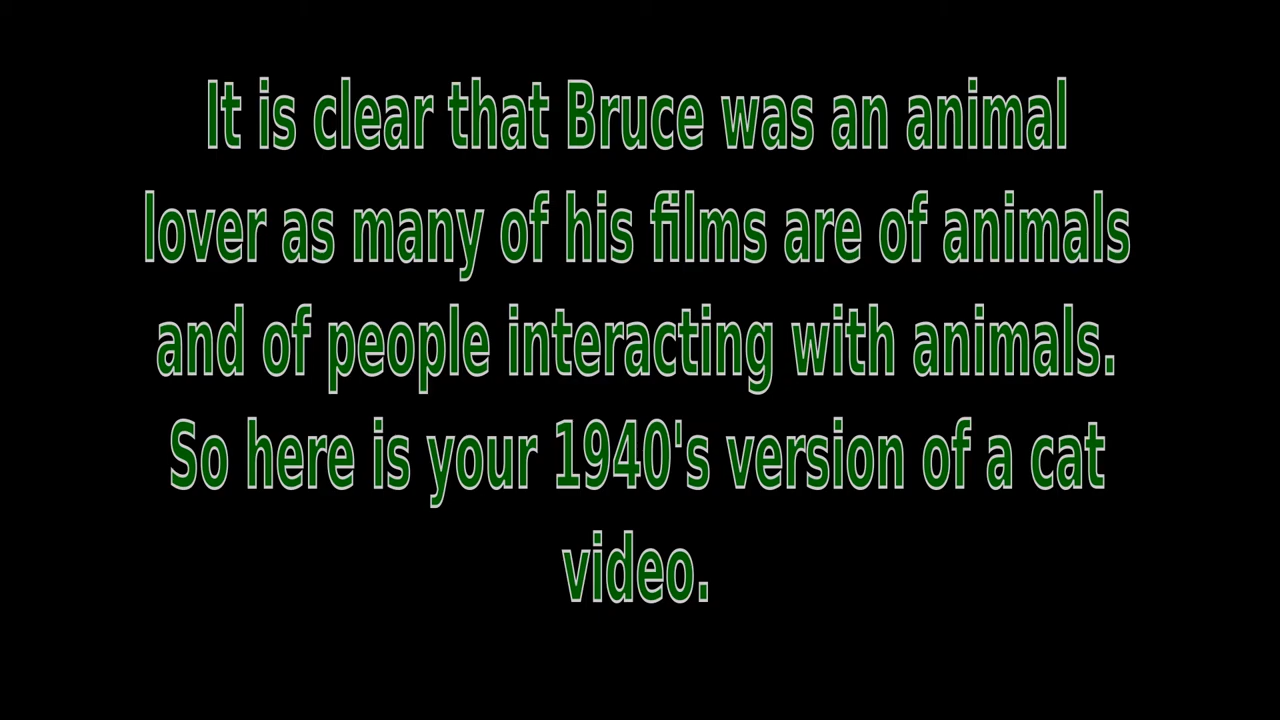 It is clear that Bruce was an animal
lover as many of his films are of animals
and of people interacting with animals.
So here is your 1940's version of a cat
video.